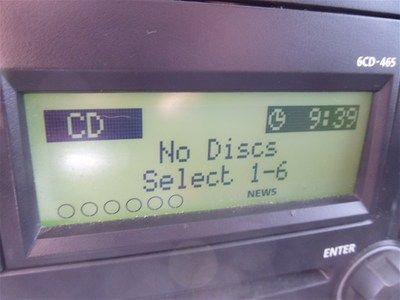 6CD-465
CD 9:39
No Discs
Select 1-6
NEWS
ENTER